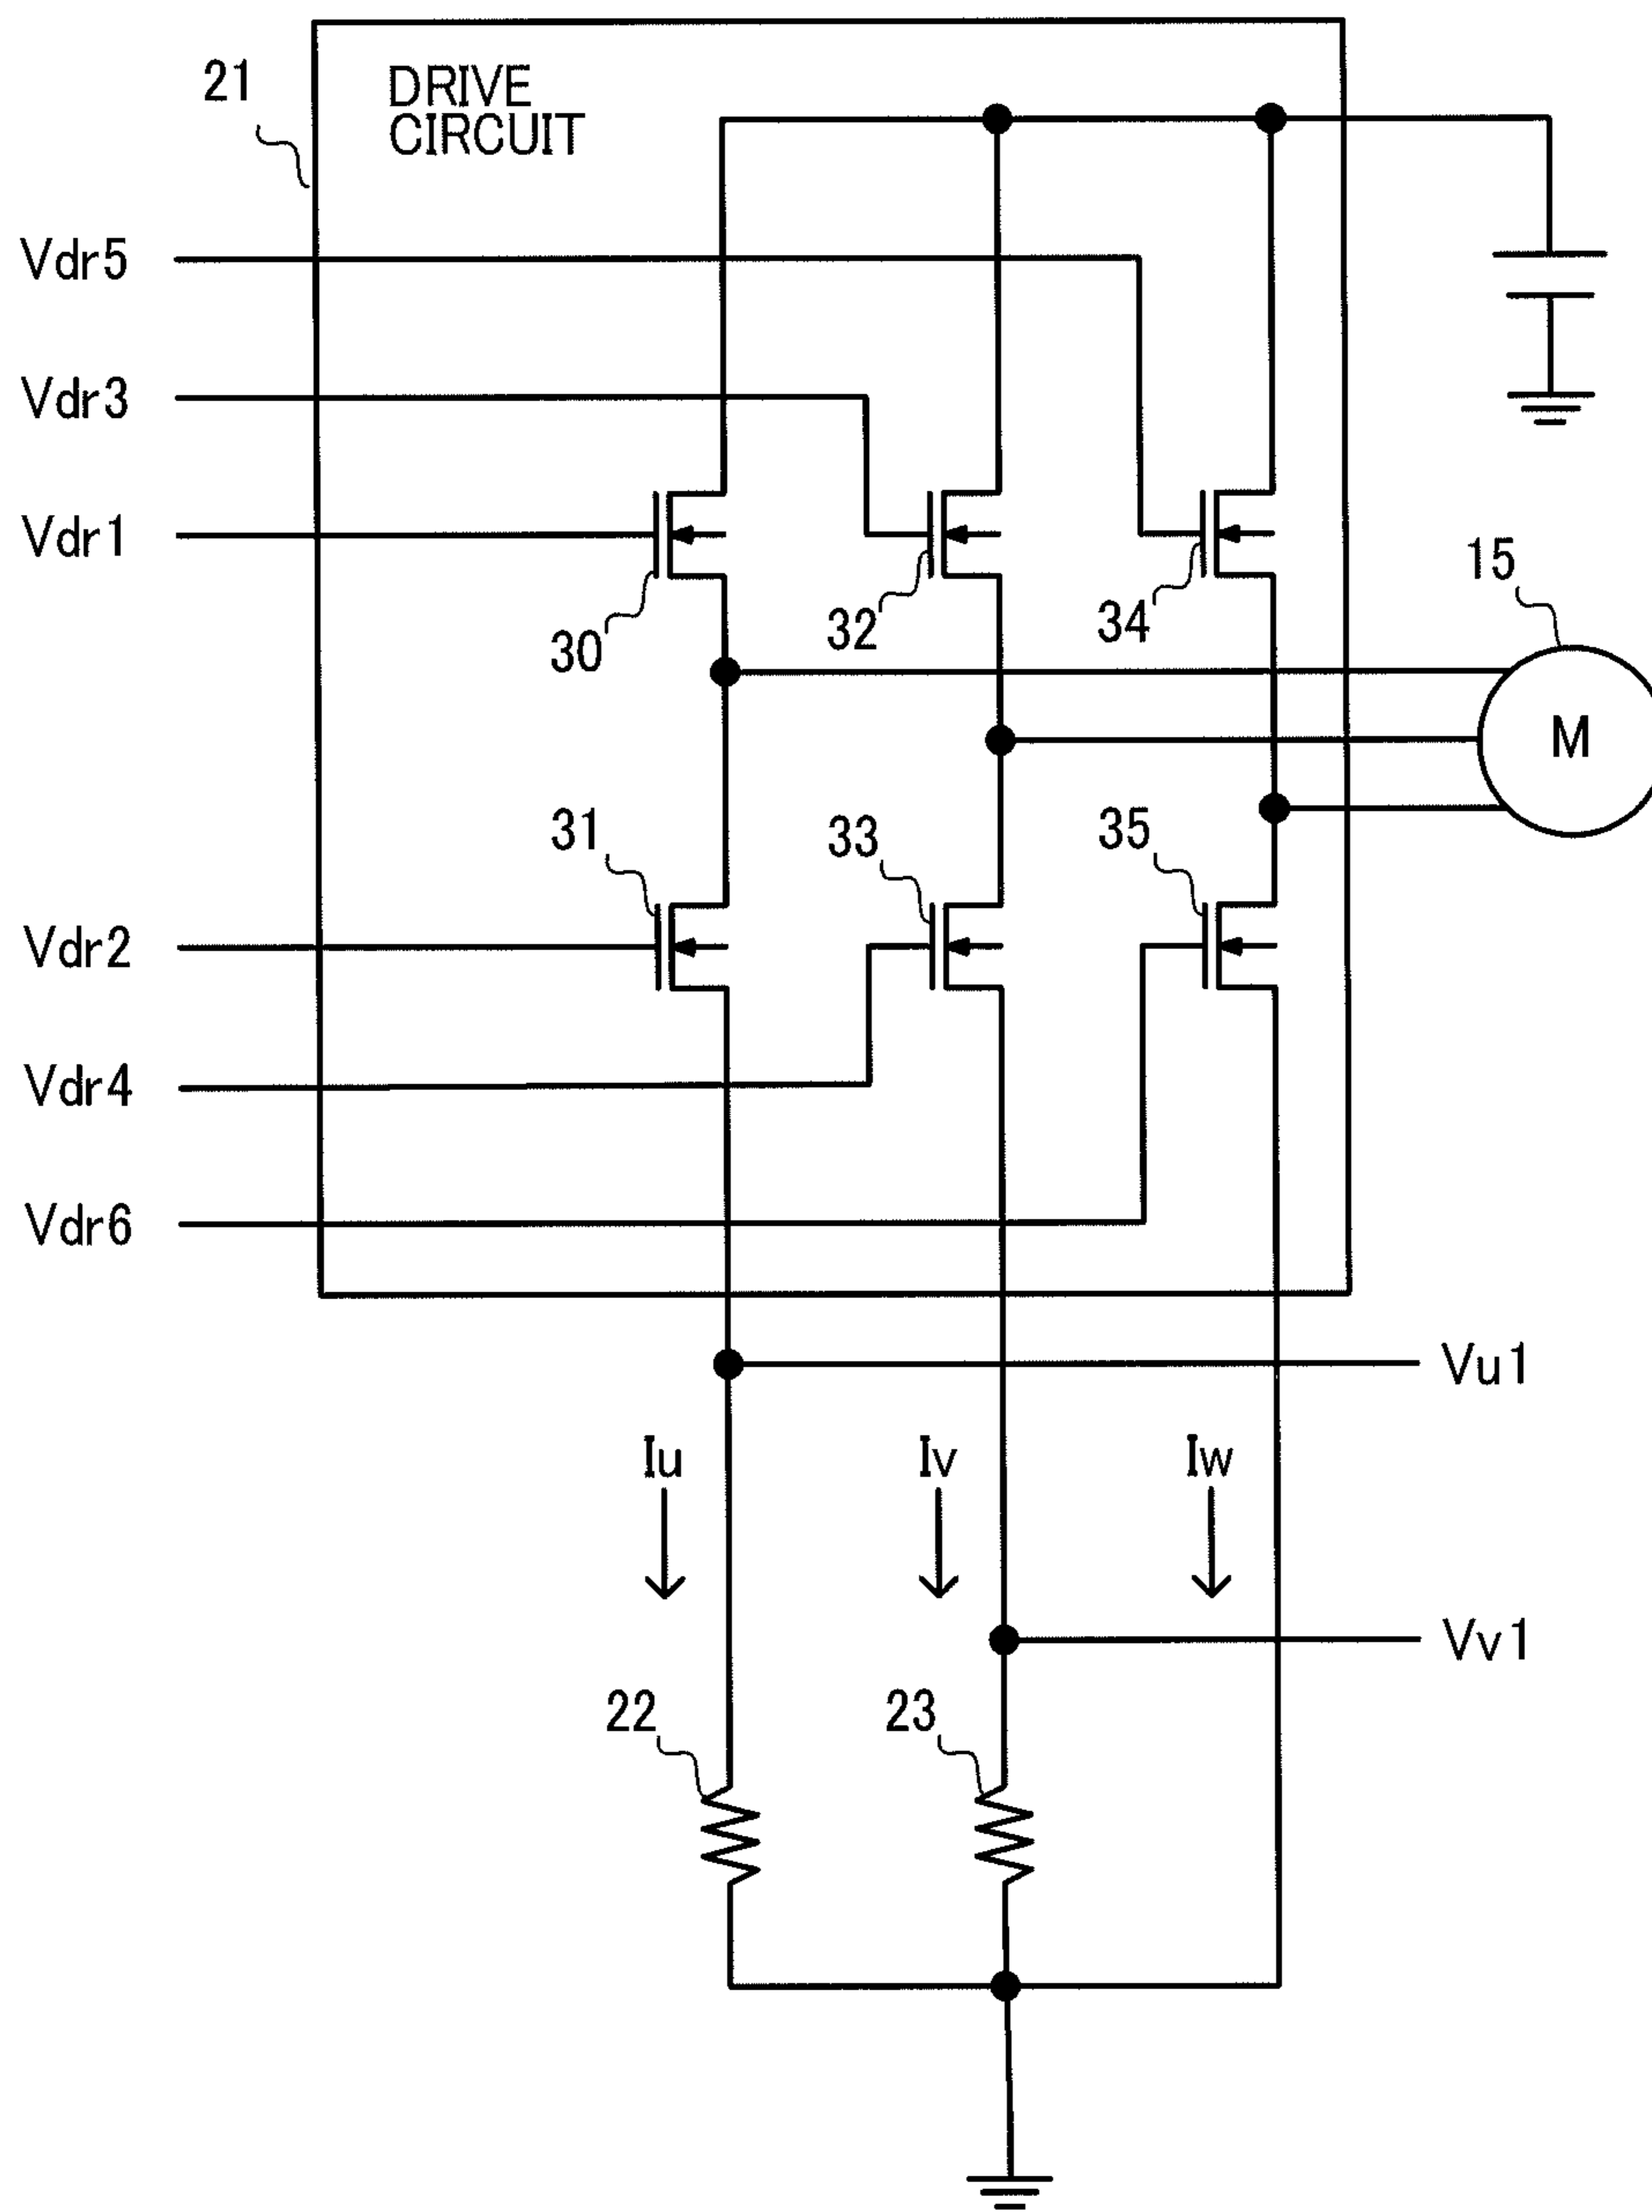 21
DRIVE
CIRCUIT
Vdr5
Vdr3
Vdr1
30
32
34
15
M
31
33
35
Vdr2
Vdr4
Vdr6
Vu1
Iu
Iv
Iw
Vv1
22
23